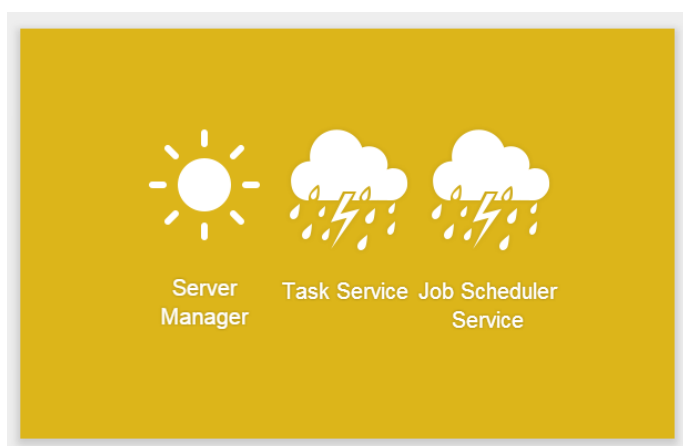 Server
Manager
Task Service
Job Scheduler
Service